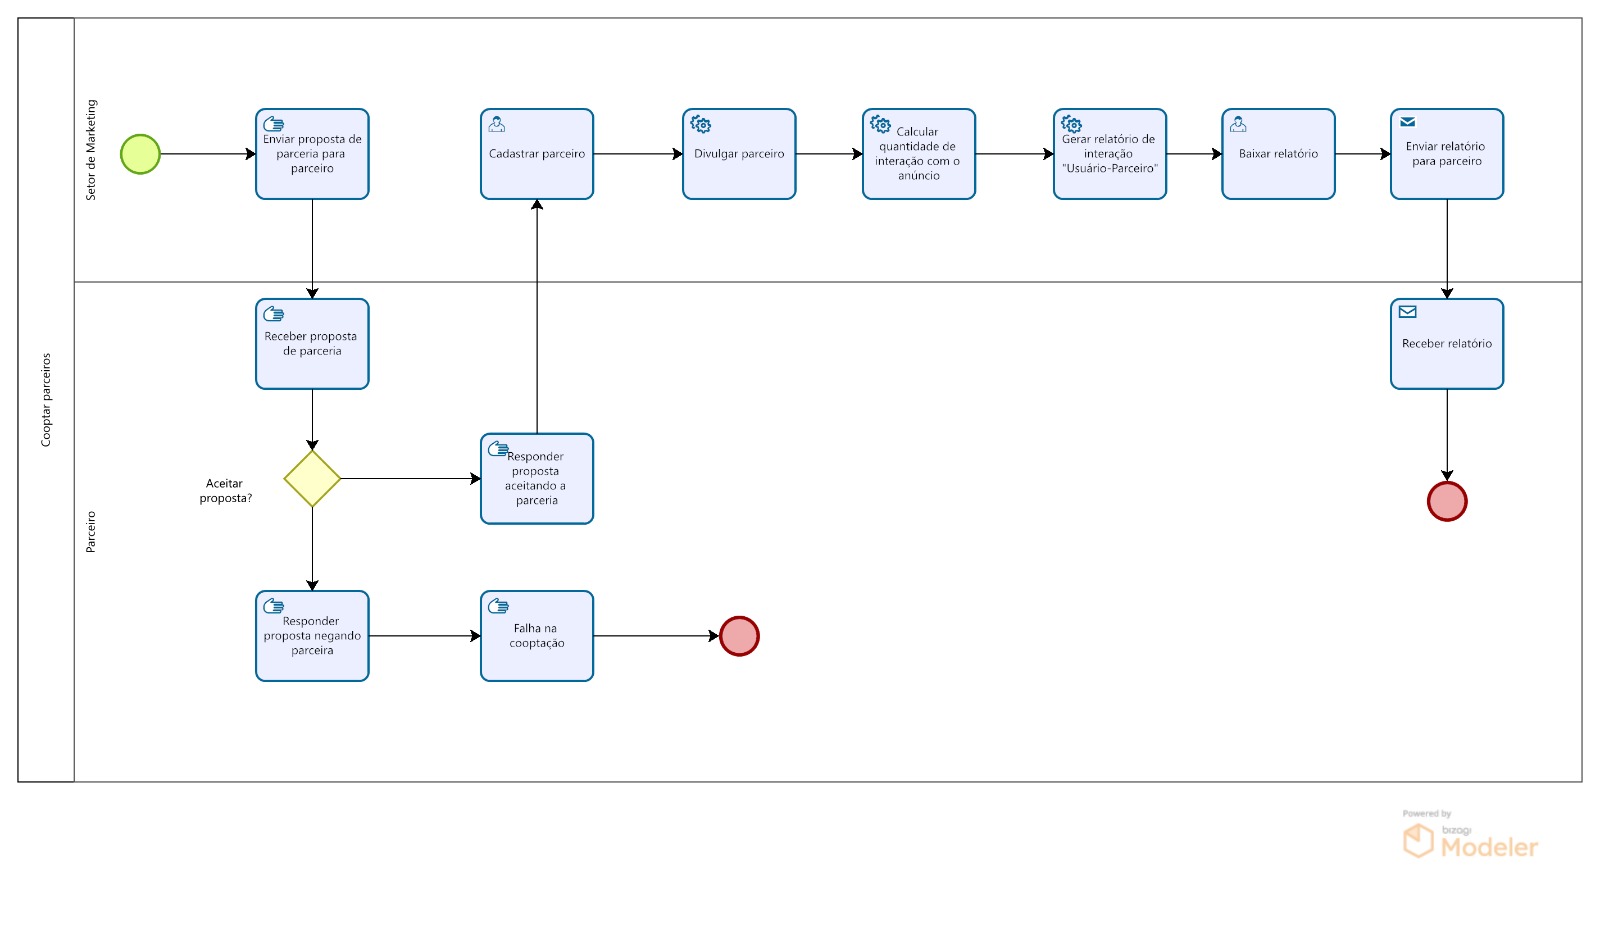 Cooptar parceiros
Setor de Marketing
Enviar proposta de
parceria para
parceiro
Cadastrar parceiro
Divulgar parceiro
Calcular
quantidade de
interação com o
anúncio
Gerar relatório de
interação
"Usuário-Parceiro"
Baixar relatório
Enviar relatório
para parceiro
Parceiro
Receber proposta
de parceria
Receber relatório
Aceitar
proposta?
Responder
proposta
aceitando a
parceria
Responder
proposta negando
parceira
Falha na
cooptação
Powered by
bizagi
Modeler